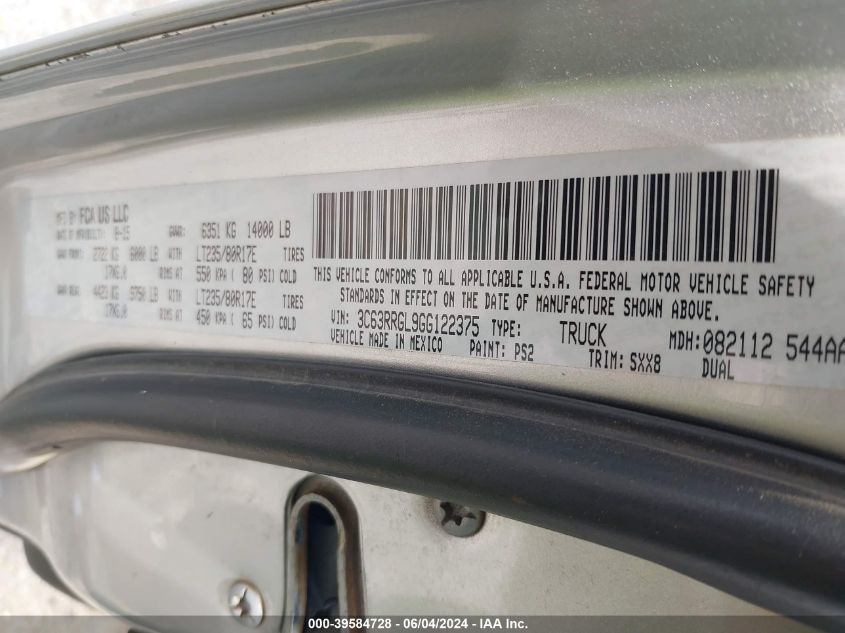 MFD BY FCA US LLC
DATE OF MFR 8-15 GVWR: 6351 KG 14000 LB
GAWR FRONT: 2722 KG 6000 LB WITH LT235/80R17E TIRES
17X6.0 RIMS AT 550 KPA ( 80 PSI) COLD
GAWR REAR: 4423 KG 9750 LB WITH LT235/80R17E TIRES
17X6.0 RIMS AT 450 KPA ( 65 PSI) COLD
THIS VEHICLE CONFORMS TO ALL APPLICABLE U.S.A. FEDERAL MOTOR VEHICLE SAFETY
STANDARDS IN EFFECT ON THE DATE OF MANUFACTURE SHOWN ABOVE.
VIN: 3C63RRGL9GG122375 TYPE: TRUCK MDH: 082112 544AA
VEHICLE MADE IN MEXICO PAINT: PS2 TRIM: SXX8 DUAL
000-39584728 - 06/04/2024 - IAA Inc.